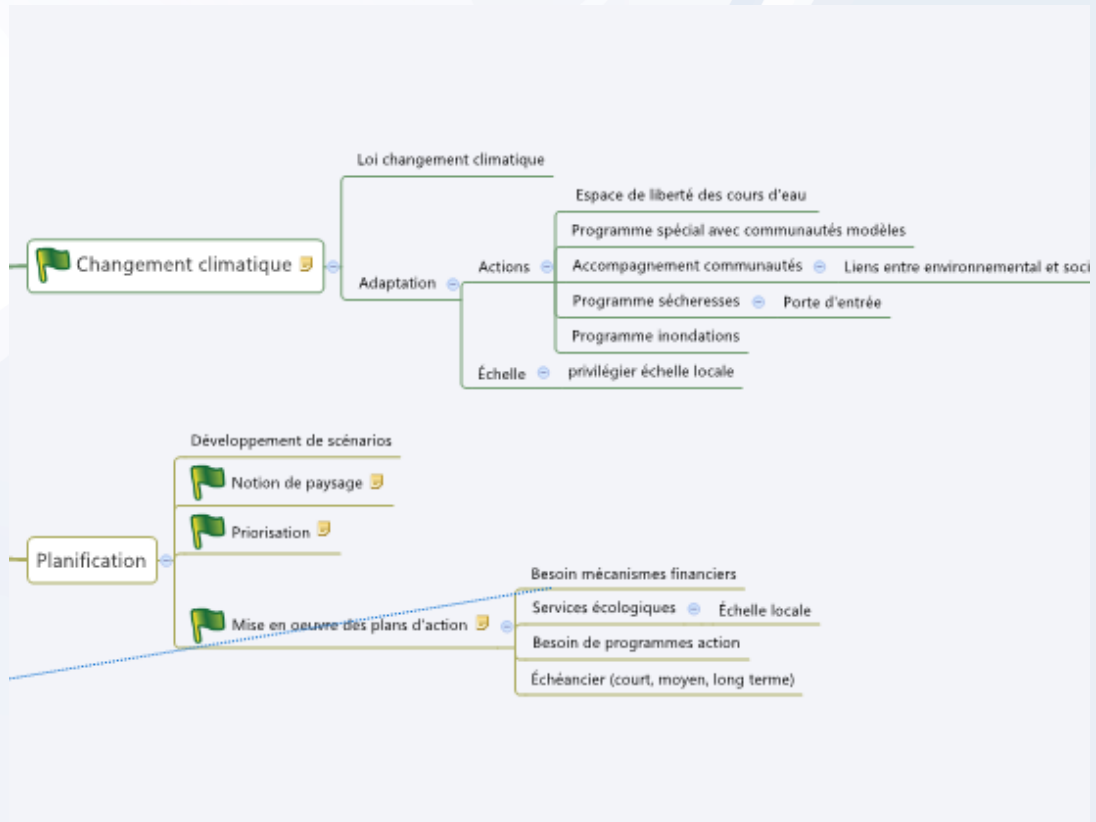 Loi changement climatique
Espace de liberté des cours d'eau
Programme spécial avec communautés modèles
Changement climatique
Actions
Accompagnement communautés
Liens entre environnemental et soci
Adaptation
Programme sécheresses
Porte d'entrée
Programme inondations
Échelle
privilégier échelle locale
Développement de scénarios
Notion de paysage
Priorisation
Planification
Besoin mécanismes financiers
Services écologiques
Échelle locale
Mise en oeuvre des plans d'action
Besoin de programmes action
Échéancier (court, moyen, long terme)